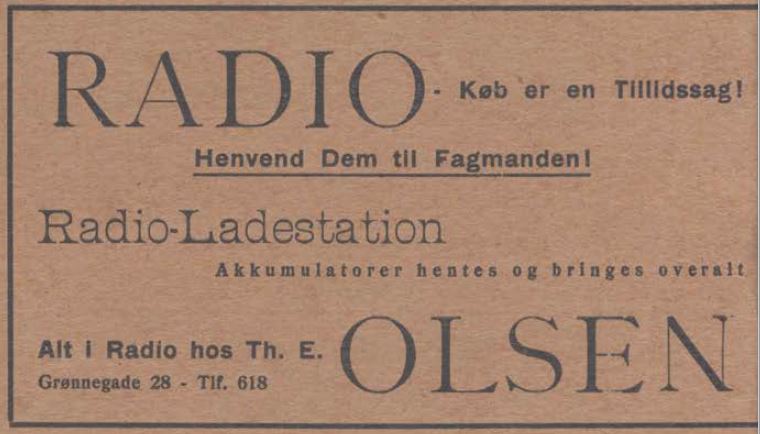 RADIO - Køb er en Tillidssag!
Henvend Dem til Fagmanden!
Radio-Ladestation
Akkumulatorer hentes og bringes overalt
Alt i Radio hos Th. E. OLSEN
Grønnegade 28 - Tlf. 618